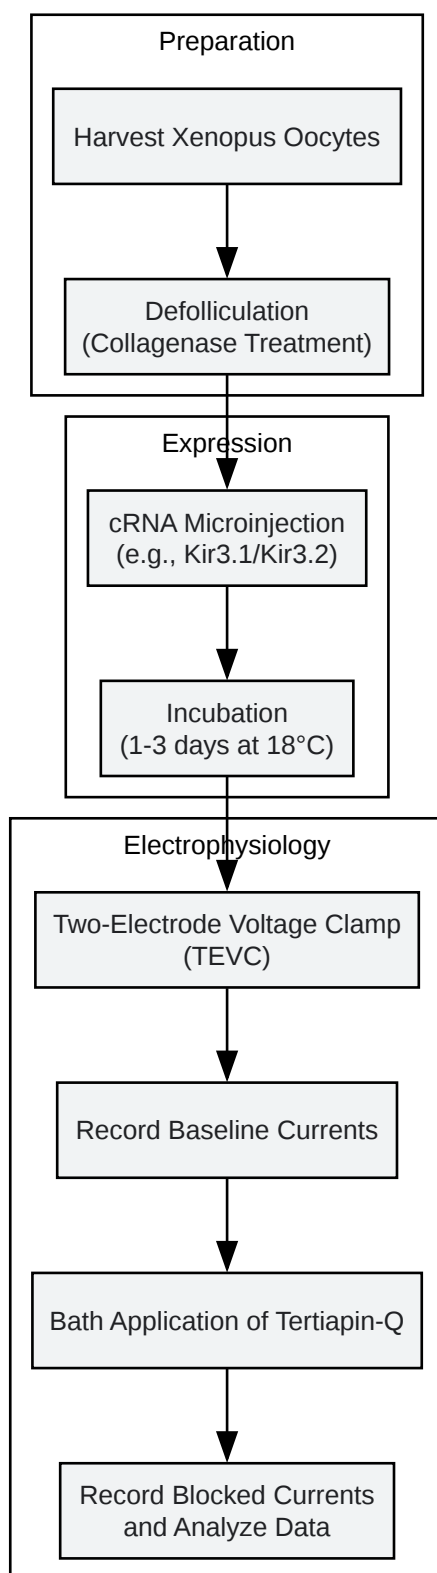 Preparation
Harvest Xenopus Oocytes
Defolliculation
(Collagenase Treatment)
Expression
cRNA Microinjection
(e.g., Kir3.1/Kir3.2)
Incubation
(1-3 days at 18°C)
Electrophysiology
Two-Electrode Voltage Clamp
(TEVC)
Record Baseline Currents
Bath Application of Tertiapin-Q
Record Blocked Currents
and Analyze Data